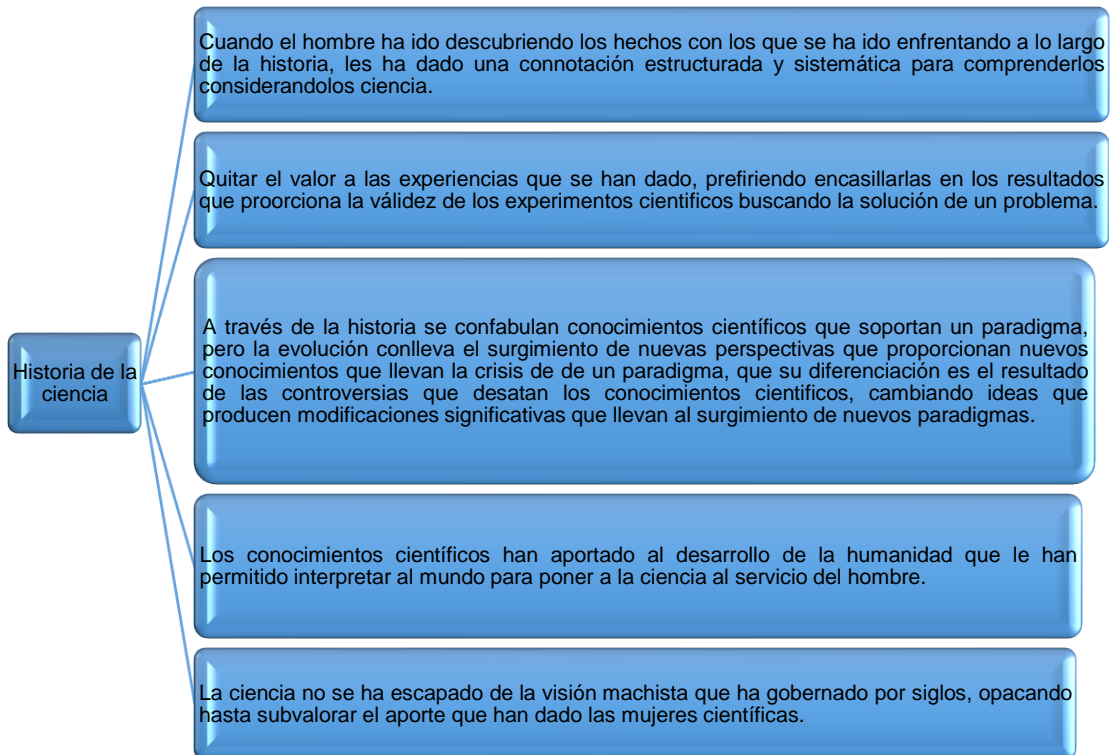 Cuando el hombre ha ido descubriendo los hechos con los que se ha ido enfrentando a lo largo
de la historia, les ha dado una connotación estructurada y sistemática para comprenderlos
considerandolos ciencia.
Quitar el valor a las experiencias que se han dado, prefiriendo encasillarlas en los resultados
que proorciona la válidez de los experimentos cientificos buscando la solución de un problema.
Historia de la
ciencia
A través de la historia se confabulan conocimientos científicos que soportan un paradigma,
pero la evolución conlleva el surgimiento de nuevas perspectivas que proporcionan nuevos
conocimientos que llevan la crisis de de un paradigma, que su diferenciación es el resultado
de las controversias que desatan los conocimientos cientificos, cambiando ideas que
producen modificaciones significativas que llevan al surgimiento de nuevos paradigmas.
Los conocimientos científicos han aportado al desarrollo de la humanidad que le han
permitido interpretar al mundo para poner a la ciencia al servicio del hombre.
La ciencia no se ha escapado de la visión machista que ha gobernado por siglos, opacando
hasta subvalorar el aporte que han dado las mujeres científicas.